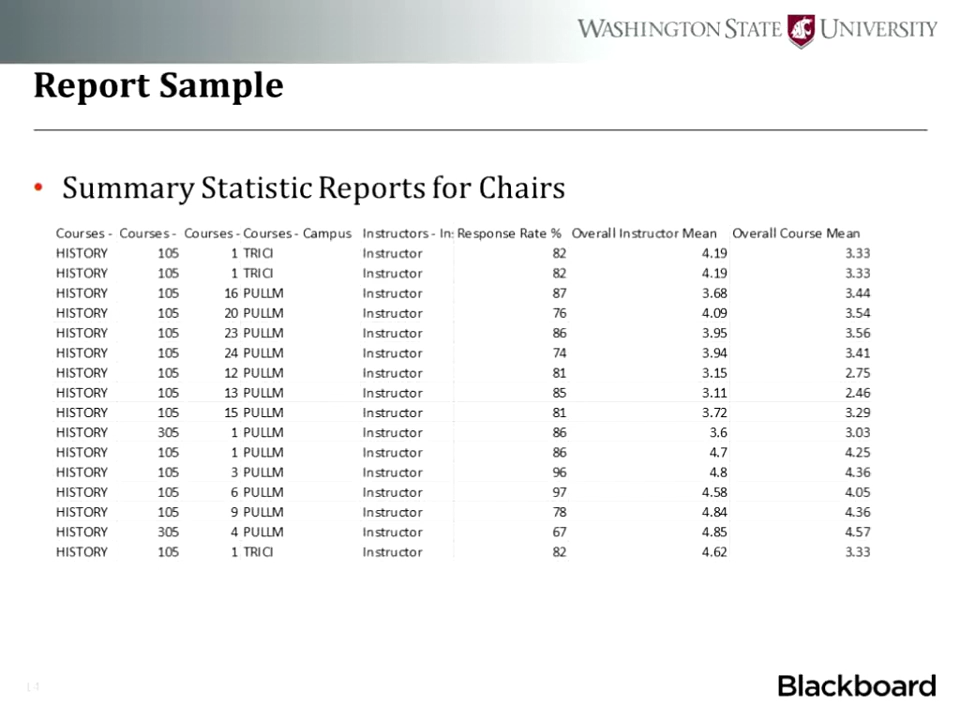 WASHINGTON STATE UNIVERSITY
Report Sample
• Summary Statistic Reports for Chairs
Courses - Courses - Courses - Courses - Campus Instructors - In: Response Rate % Overall Instructor Mean Overall Course Mean
HISTORY 105 1 TRICI Instructor 82 4.19 3.33
HISTORY 105 1 TRICI Instructor 82 4.19 3.33
HISTORY 105 16 PULLM Instructor 87 3.68 3.44
HISTORY 105 20 PULLM Instructor 76 4.09 3.54
HISTORY 105 23 PULLM Instructor 86 3.95 3.56
HISTORY 105 24 PULLM Instructor 74 3.94 3.41
HISTORY 105 12 PULLM Instructor 81 3.15 2.75
HISTORY 105 13 PULLM Instructor 85 3.11 2.46
HISTORY 105 15 PULLM Instructor 81 3.72 3.29
HISTORY 305 1 PULLM Instructor 86 3.6 3.03
HISTORY 105 1 PULLM Instructor 86 4.7 4.25
HISTORY 105 3 PULLM Instructor 96 4.8 4.36
HISTORY 105 6 PULLM Instructor 97 4.58 4.05
HISTORY 105 9 PULLM Instructor 78 4.84 4.36
HISTORY 305 4 PULLM Instructor 67 4.85 4.57
HISTORY 105 1 TRICI Instructor 82 4.62 3.33
14
Blackboard